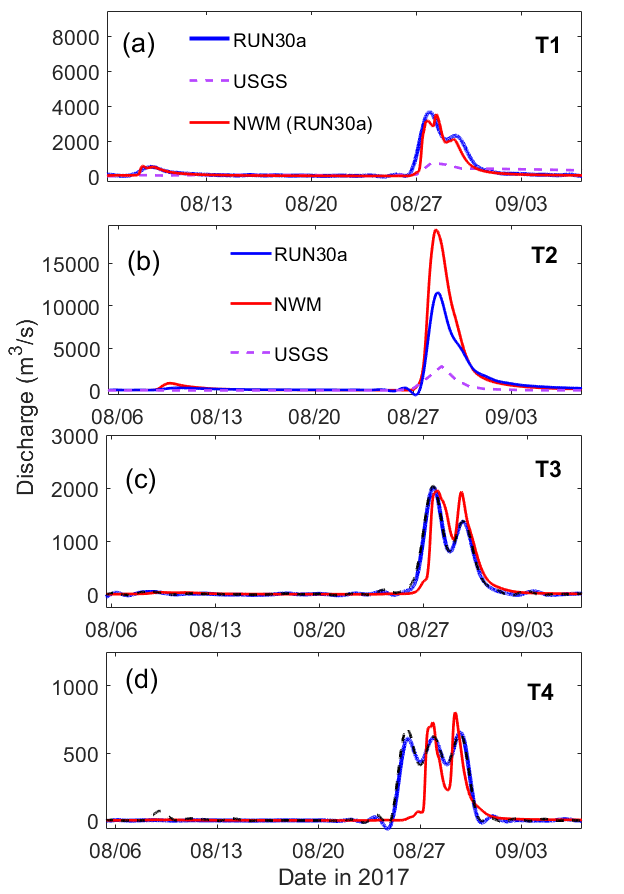 (a)
T1
RUN30a
USGS
NWM (RUN30a)
8000
6000
4000
2000
0
08/13 08/20 08/27 09/03
(b)
T2
RUN30a
NWM
USGS
15000
10000
5000
0
08/06 08/13 08/20 08/27 09/03
Discharge (m³/s)
(c)
T3
3000
2000
1000
0
08/06 08/13 08/20 08/27 09/03
(d)
T4
1000
500
0
08/06 08/13 08/20 08/27 09/03
Date in 2017